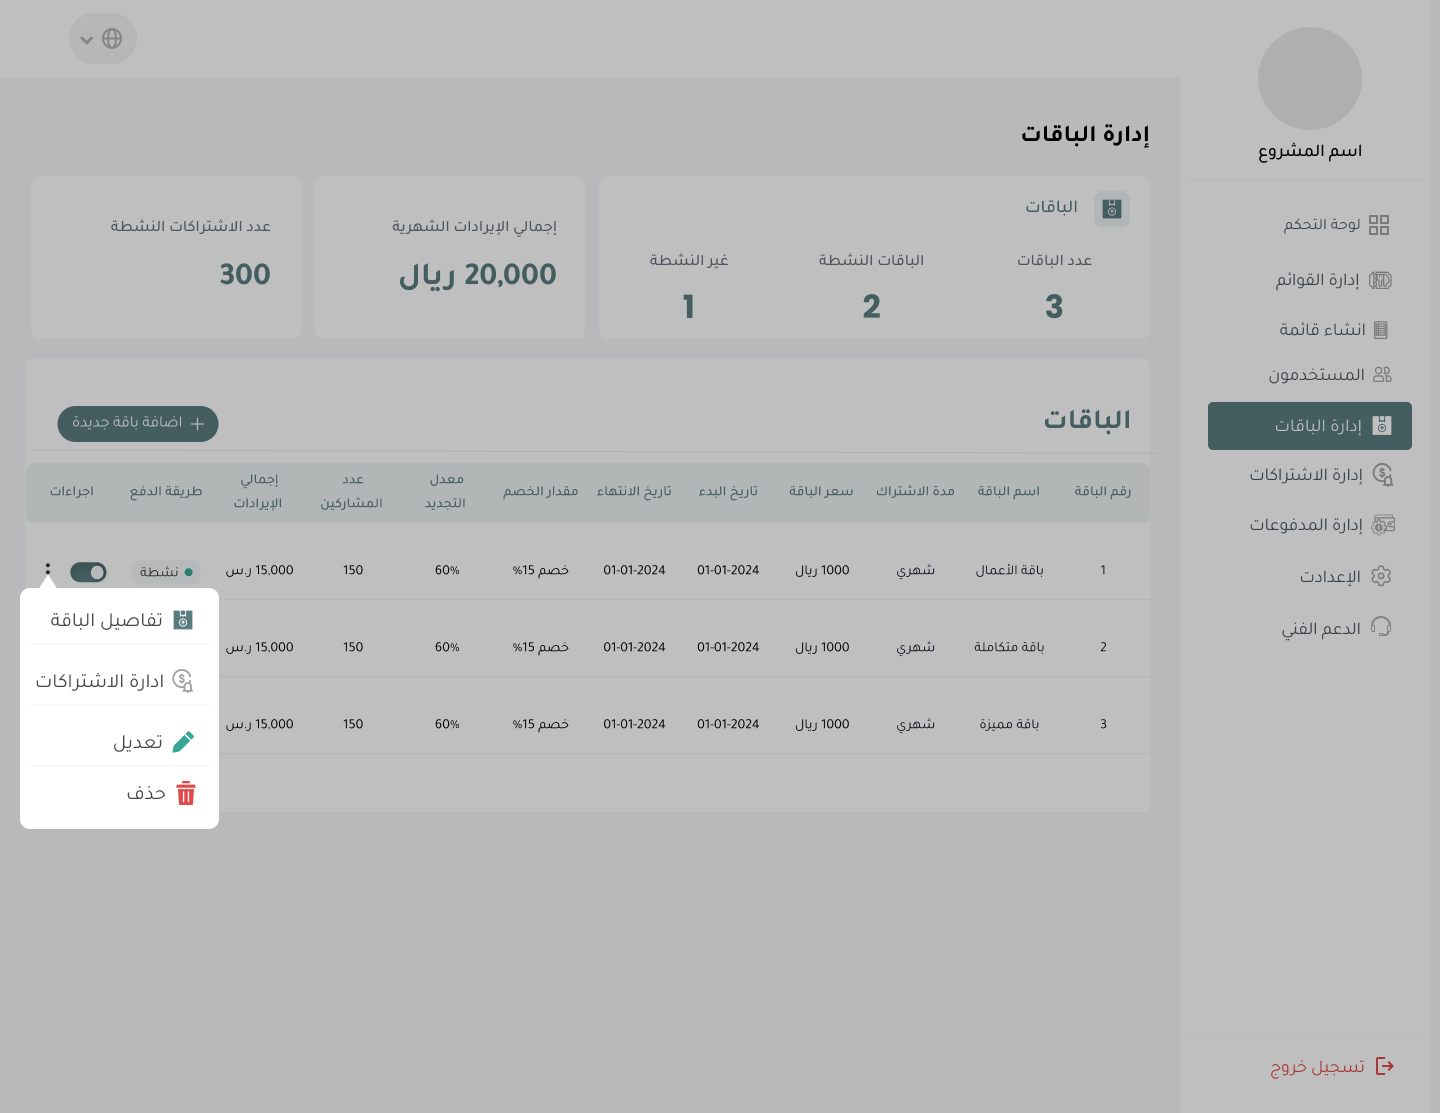 اسم المشروع
لوحة التحكم
إدارة القوائم
انشاء قائمة
المستخدمون
إدارة الباقات
إدارة الاشتراكات
إدارة المدفوعات
الإعدادت
الدعم الفني
تسجيل خروج
إدارة الباقات
الباقات
عدد الباقات
3
الباقات النشطة
2
غير النشطة
1
إجمالي الإيرادات الشهرية
20,000 ريال
عدد الاشتراكات النشطة
300
الباقات
اضافة باقة جديدة
رقم الباقة اسم الباقة مدة الاشتراك سعر الباقة تاريخ البدء تاريخ الانتهاء مقدار الخصم معدل التجديد عدد المشاركين إجمالي الإيرادات طريقة الدفع اجراءات
1 باقة الأعمال شهري 1000 ريال 01-01-2024 01-01-2024 خصم 15% 60% 150 15,000 ر.س نشطة
2 باقة متكاملة شهري 1000 ريال 01-01-2024 01-01-2024 خصم 15% 60% 150 15,000 ر.س
3 باقة مميزة شهري 1000 ريال 01-01-2024 01-01-2024 خصم 15% 60% 150 15,000 ر.س
تفاصيل الباقة
ادارة الاشتراكات
تعديل
حذف